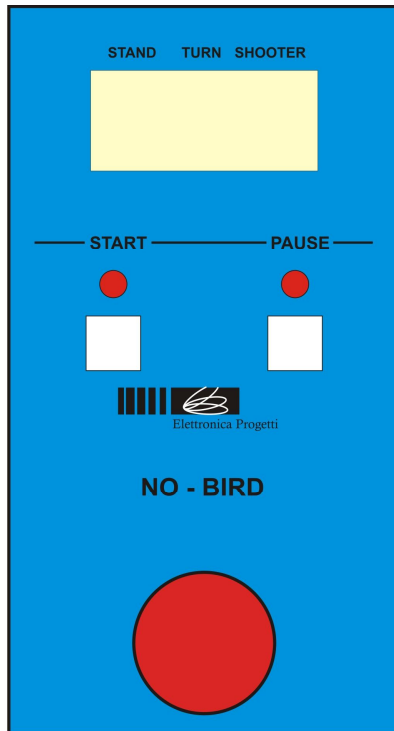 STAND TURN SHOOTER
START PAUSE
Elettronica Progetti
NO - BIRD